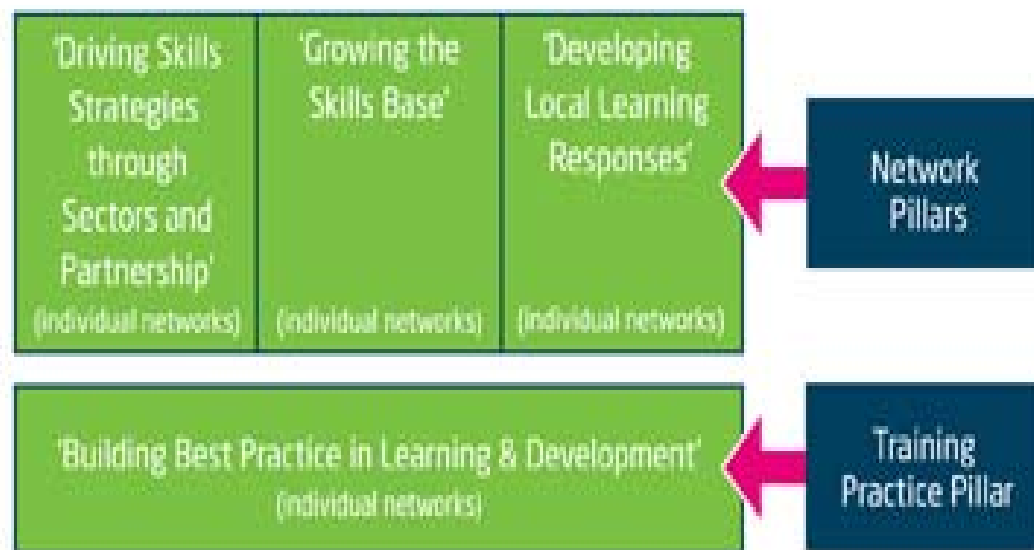 'Driving Skills
Strategies
through
Sectors and
Partnership'
(individual networks)
'Growing the
Skills Base'
(individual networks)
'Developing
Local Learning
Responses'
(individual networks)
Network
Pillars
'Building Best Practice in Learning & Development'
(individual networks)
Training
Practice Pillar